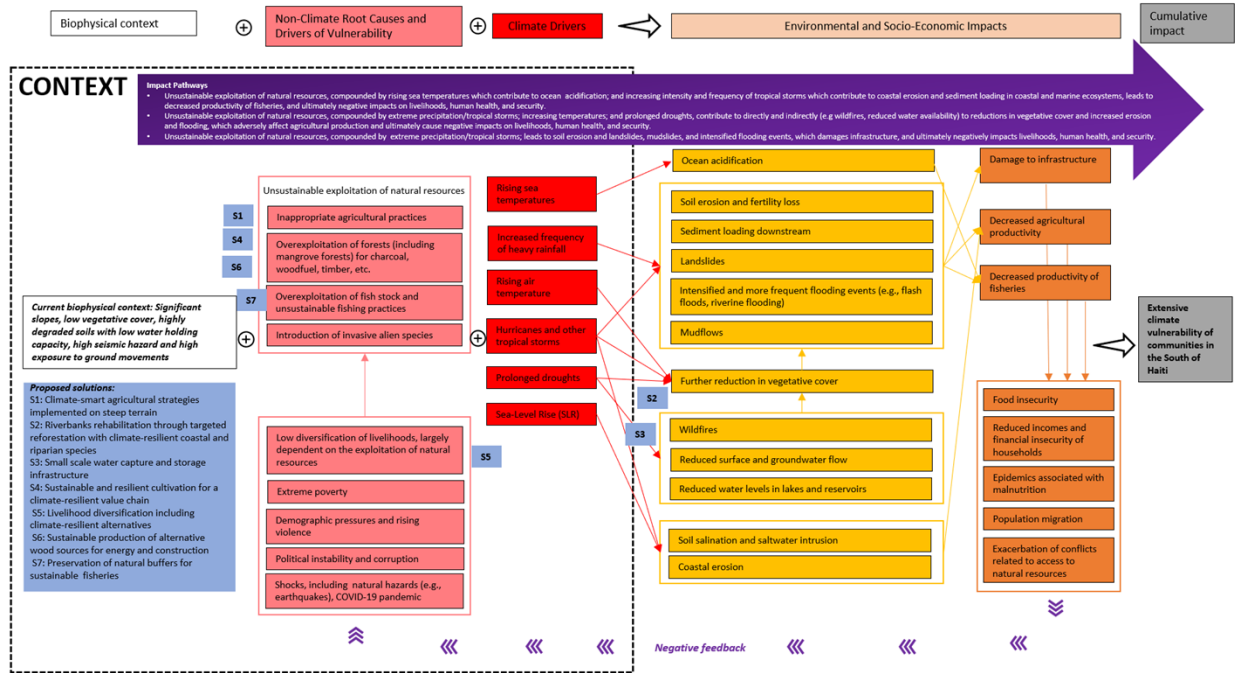 Biophysical context
Non-Climate Root Causes and
Drivers of Vulnerability
Climate Drivers
Environmental and Socio-Economic Impacts
Cumulative
impact
CONTEXT
Impact Pathways
• Unsustainable exploitation of natural resources, compounded by rising sea temperatures which contribute to ocean acidification; and increasing intensity and frequency of tropical storms which contribute to coastal erosion and sediment loading in coastal and marine ecosystems, leads to
decreased productivity of fisheries, and ultimately negative impacts on livelihoods, human health, and security.
• Unsustainable exploitation of natural resources, compounded by extreme precipitation/tropical storms; increasing temperatures; and prolonged droughts, contribute to directly and indirectly (e.g wildfires, reduced water availability) to reductions in vegetative cover and increased erosion
and flooding, which adversely affect agricultural production and ultimately cause negative impacts on livelihoods, human health, and security.
• Unsustainable exploitation of natural resources, compounded by extreme precipitation/tropical storms; leads to soil erosion and landslides, mudslides, and intensified flooding events, which damages infrastructure, and ultimately negatively impacts livelihoods, human health, and security.
Current biophysical context: Significant
slopes, low vegetative cover, highly
degraded soils with low water holding
capacity, high seismic hazard and high
exposure to ground movements
Proposed solutions:
S1: Climate-smart agricultural strategies
implemented on steep terrain
S2: Riverbanks rehabilitation through targeted
reforestation with climate-resilient coastal and
riparian species
S3: Small scale water capture and storage
infrastructure
S4: Sustainable and resilient cultivation for a
climate-resilient value chain
S5: Livelihood diversification including
climate-resilient alternatives
S6: Sustainable production of alternative
wood sources for energy and construction
S7: Preservation of natural buffers for
sustainable fisheries
Unsustainable exploitation of natural resources
S1
Inappropriate agricultural practices
S4
S6
Overexploitation of forests (including
mangrove forests) for charcoal,
woodfuel, timber, etc.
S7
Overexploitation of fish stock and
unsustainable fishing practices
Introduction of invasive alien species
Low diversification of livelihoods, largely
dependent on the exploitation of natural
resources
S5
Extreme poverty
Demographic pressures and rising
violence
Political instability and corruption
Shocks, including natural hazards (e.g.,
earthquakes), COVID-19 pandemic
Rising sea
temperatures
Increased frequency
of heavy rainfall
Rising air
temperature
Hurricanes and other
tropical storms
Prolonged droughts
Sea-Level Rise (SLR)
Ocean acidification
Soil erosion and fertility loss
Sediment loading downstream
Landslides
Intensified and more frequent flooding events (e.g., flash
floods, riverine flooding)
Mudflows
Further reduction in vegetative cover
S2
S3
Wildfires
Reduced surface and groundwater flow
Reduced water levels in lakes and reservoirs
Soil salination and saltwater intrusion
Coastal erosion
Damage to infrastructure
Decreased agricultural
productivity
Decreased productivity of
fisheries
Food insecurity
Reduced incomes and
financial insecurity of
households
Epidemics associated with
malnutrition
Population migration
Exacerbation of conflicts
related to access to
natural resources
Extensive
climate
vulnerability of
communities in
the South of
Haiti
Negative feedback